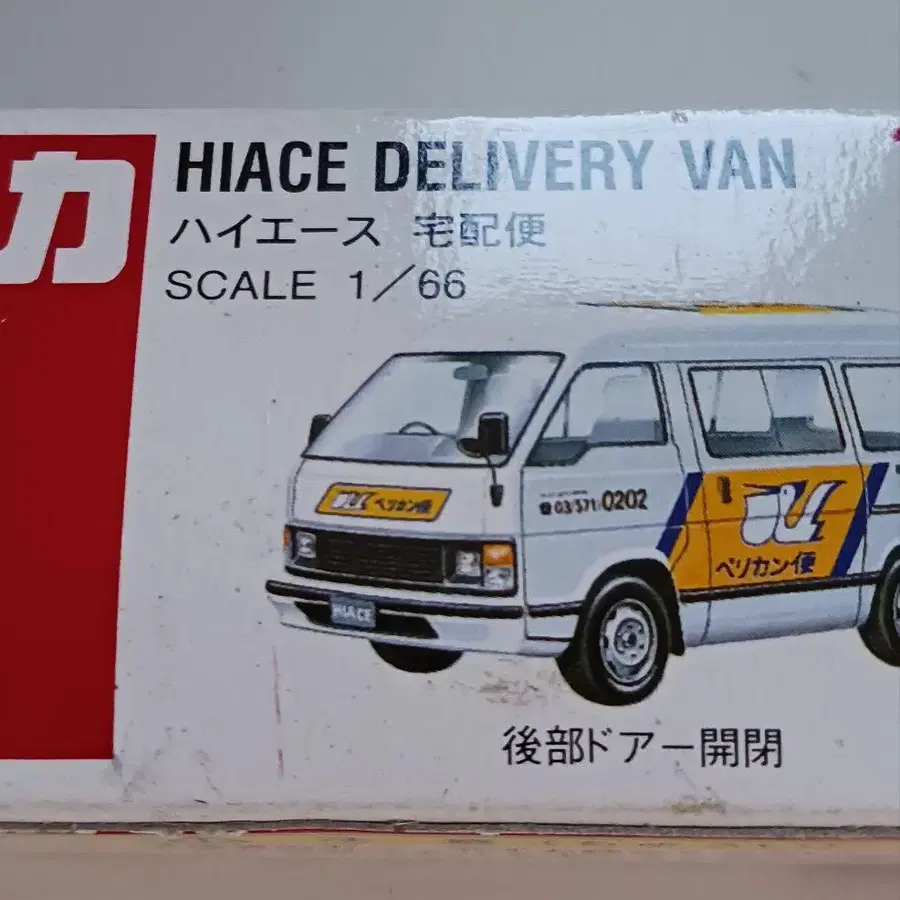 カ
HIACE DELIVERY VAN
ハイエース 宅配便
SCALE 1/66
ペリカン便
☎03/571/0202
ペリカン便
HIACE
後部ドアー開閉